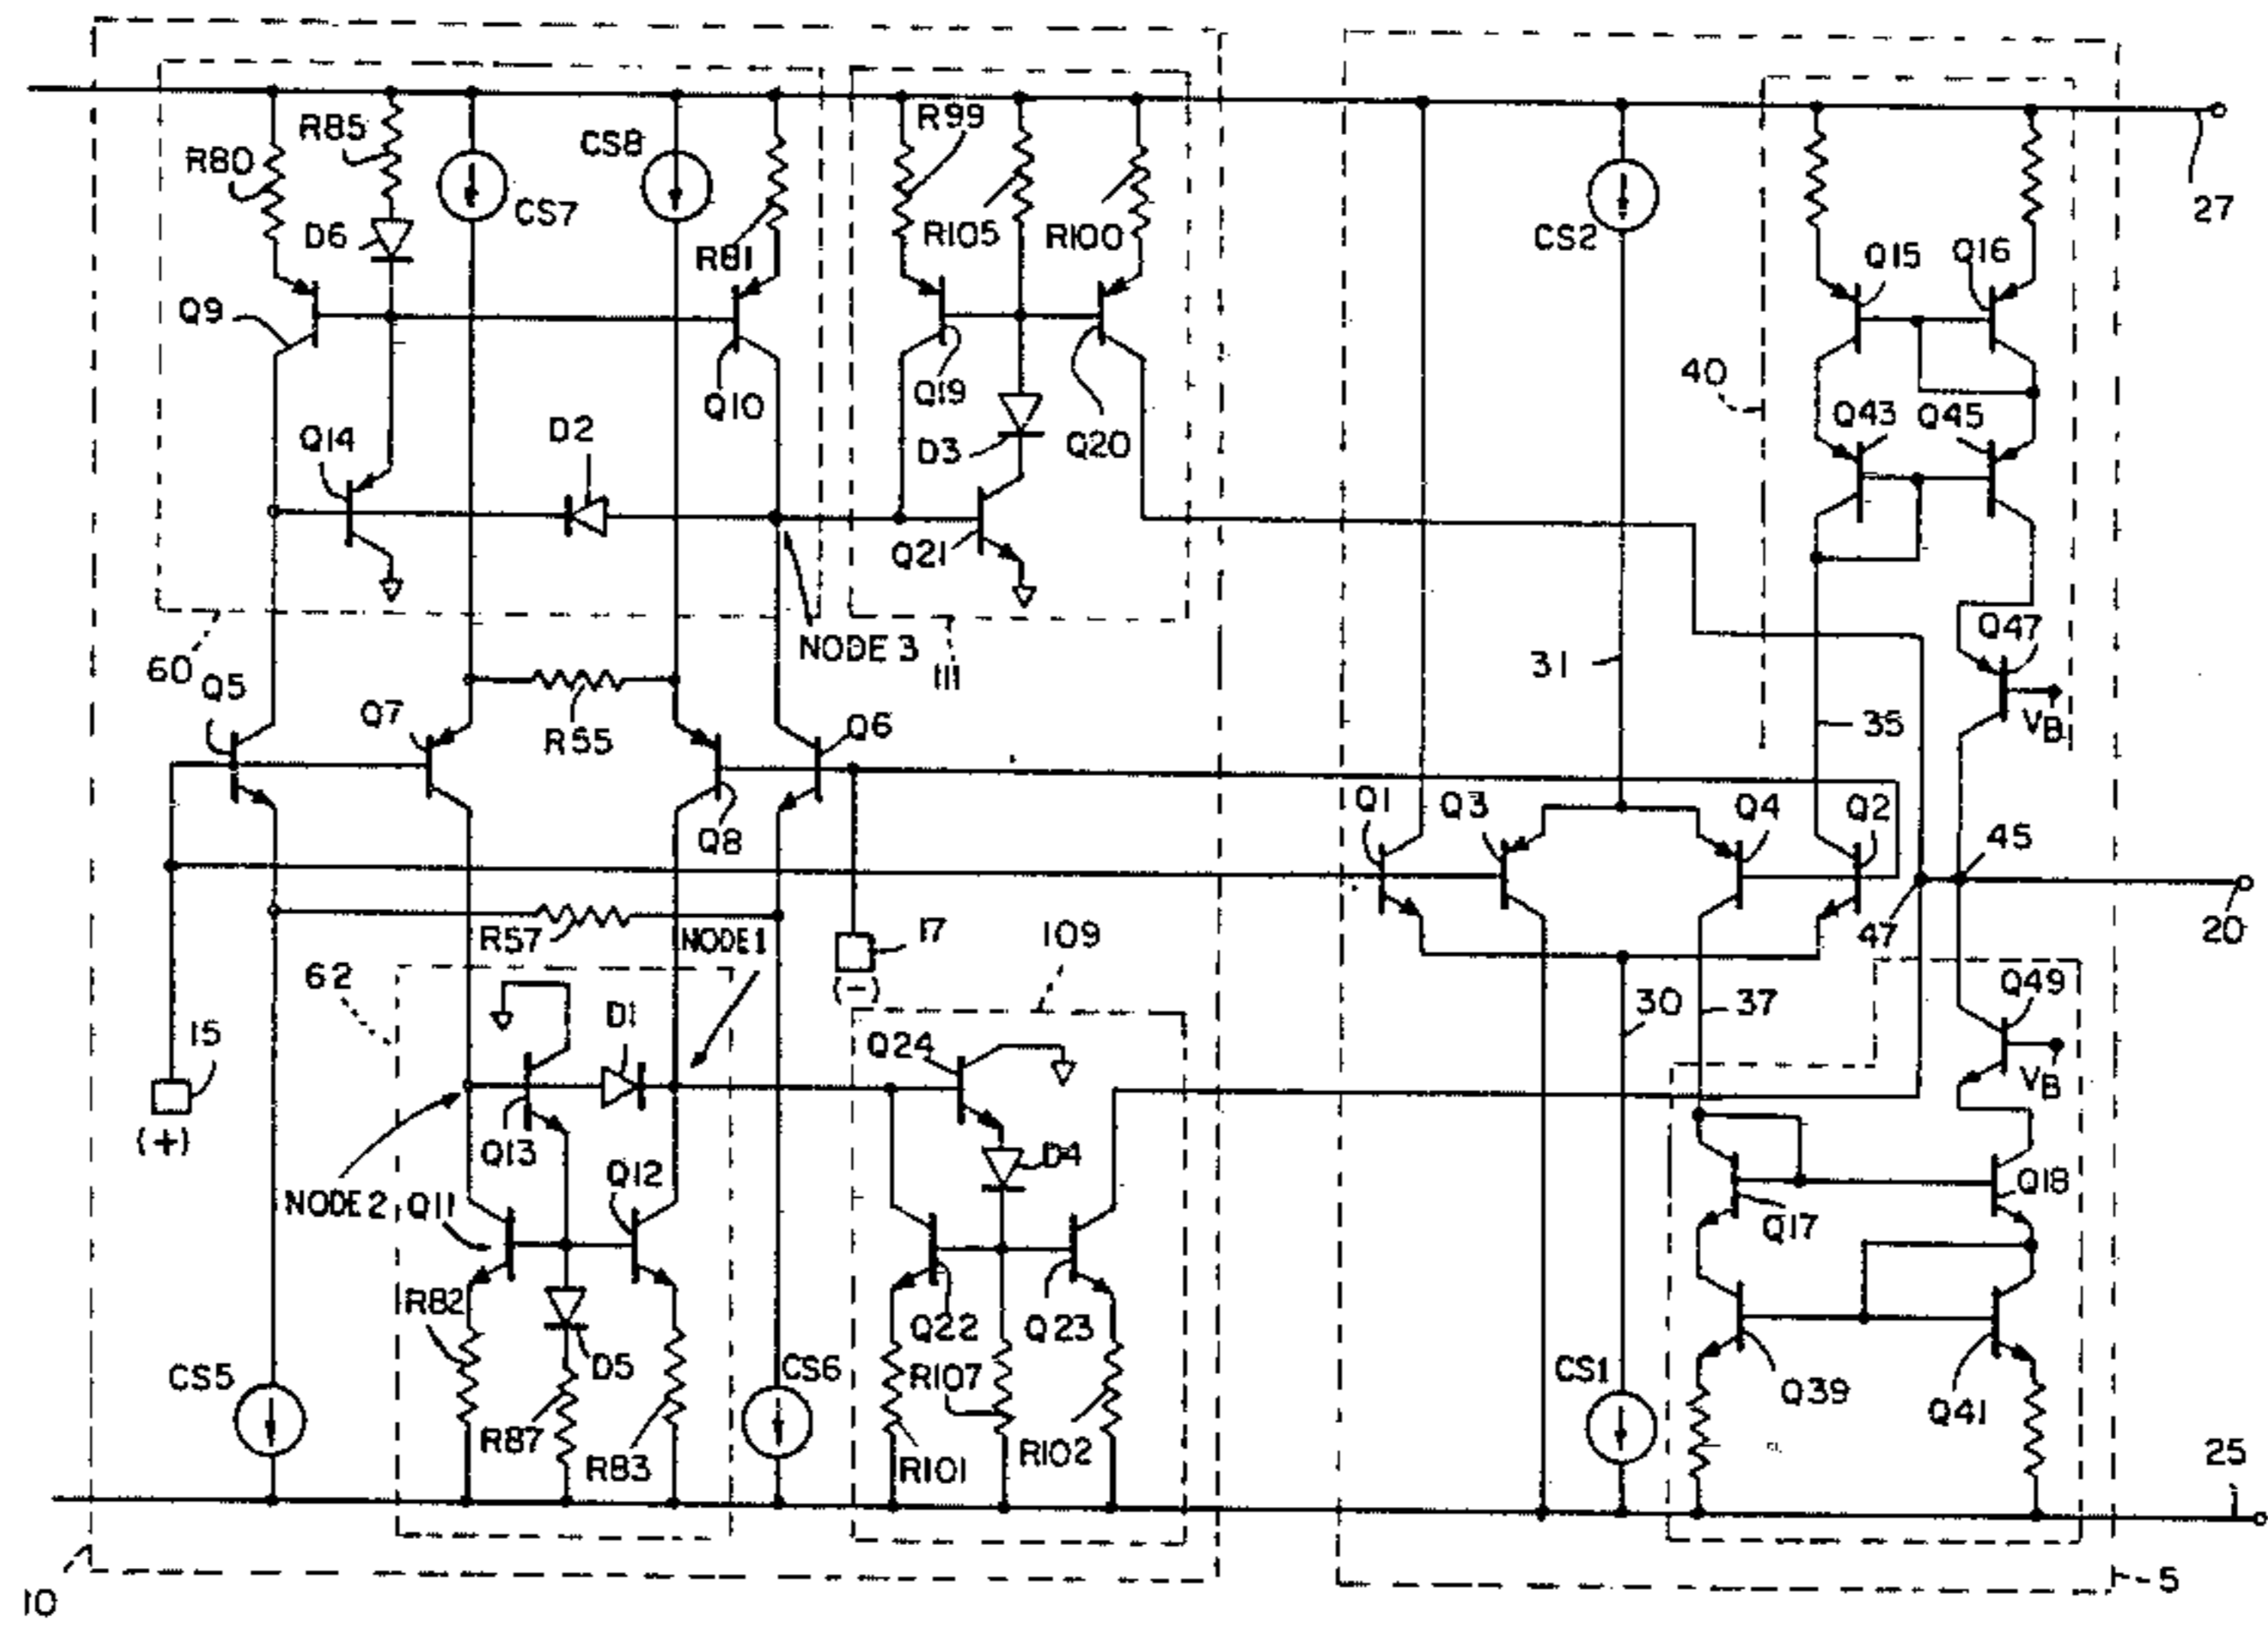 R85
R80
CS8
CS7
D6
R81
R99
R105
R100
CS2
27
Q15
Q16
Q9
Q10
Q19
D3
Q20
40
Q43
Q45
Q14
D2
Q21
NODE 3
60
111
31
Q47
VB
35
Q5
Q7
R55
Q6
Q8
Q1
Q3
Q4
Q2
45
R57
NODE 1
17
109
47
20
62
(-)
30
37
Q49
15
D1
Q24
VB
(+)
Q13
D4
Q12
NODE 2
Q11
Q18
Q17
R82
Q22
Q23
D5
CS5
CS6
R107
CS1
Q39
Q41
R87
R83
R101
R102
25
10
5